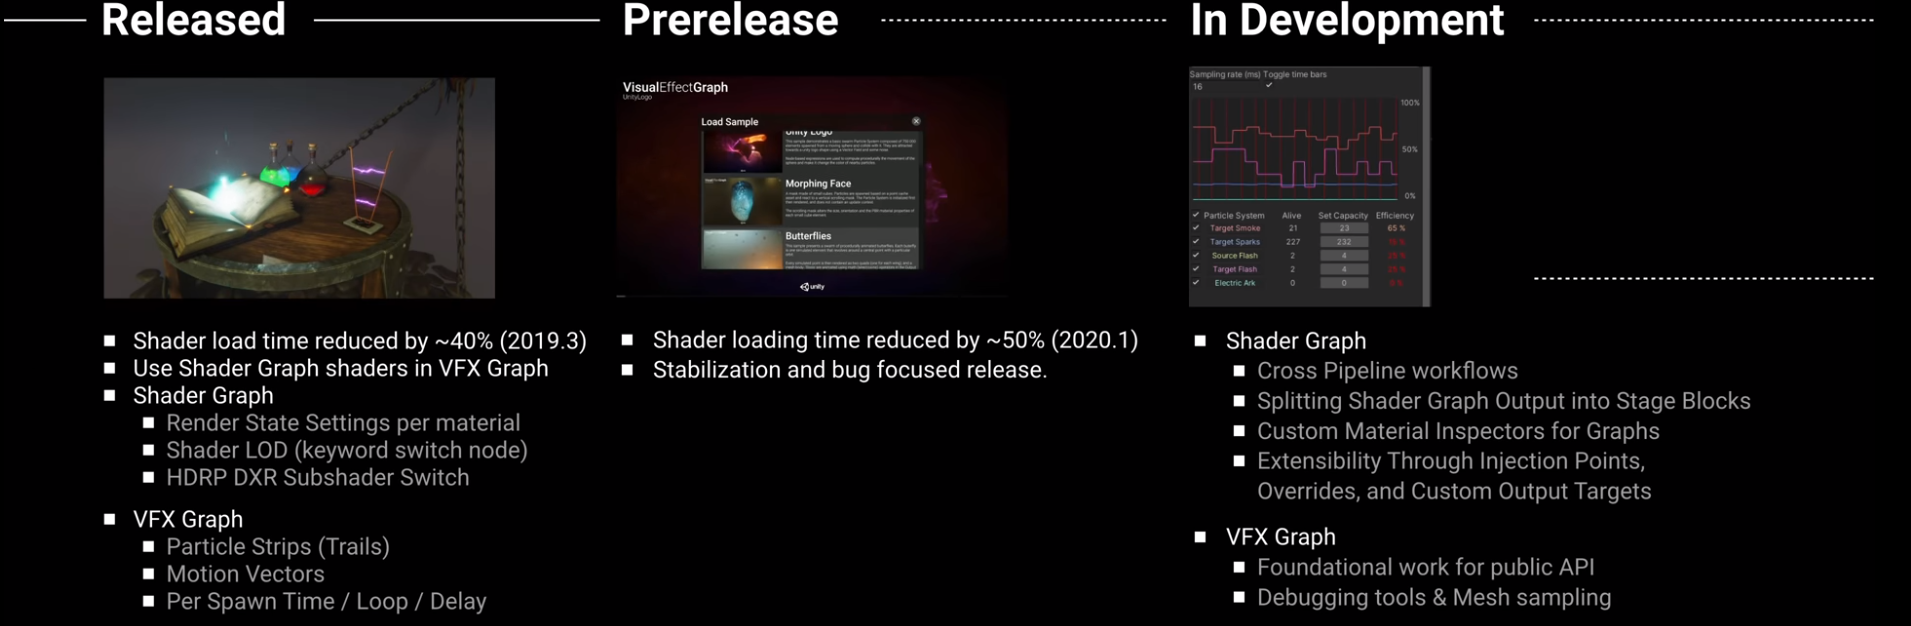 Released
Prerelease
In Development
VisualEffectGraph
UnityLogo
Load Sample
Unity Logo
Morphing Face
Butterflies
unity
Sampling rate (ms) Toggle time bars
16
100%
50%
0%
Particle System Alive Set Capacity Efficiency
Target Smoke 21 23 65 %
Target Sparks 227 232
Source Flash 2 4
Target Flash 2 4
Electric Ark 0 0
Shader load time reduced by ~40% (2019.3)
Use Shader Graph shaders in VFX Graph
Shader Graph
Render State Settings per material
Shader LOD (keyword switch node)
HDRP DXR Subshader Switch
VFX Graph
Particle Strips (Trails)
Motion Vectors
Per Spawn Time / Loop / Delay
Shader loading time reduced by ~50% (2020.1)
Stabilization and bug focused release.
Shader Graph
Cross Pipeline workflows
Splitting Shader Graph Output into Stage Blocks
Custom Material Inspectors for Graphs
Extensibility Through Injection Points,
Overrides, and Custom Output Targets
VFX Graph
Foundational work for public API
Debugging tools & Mesh sampling